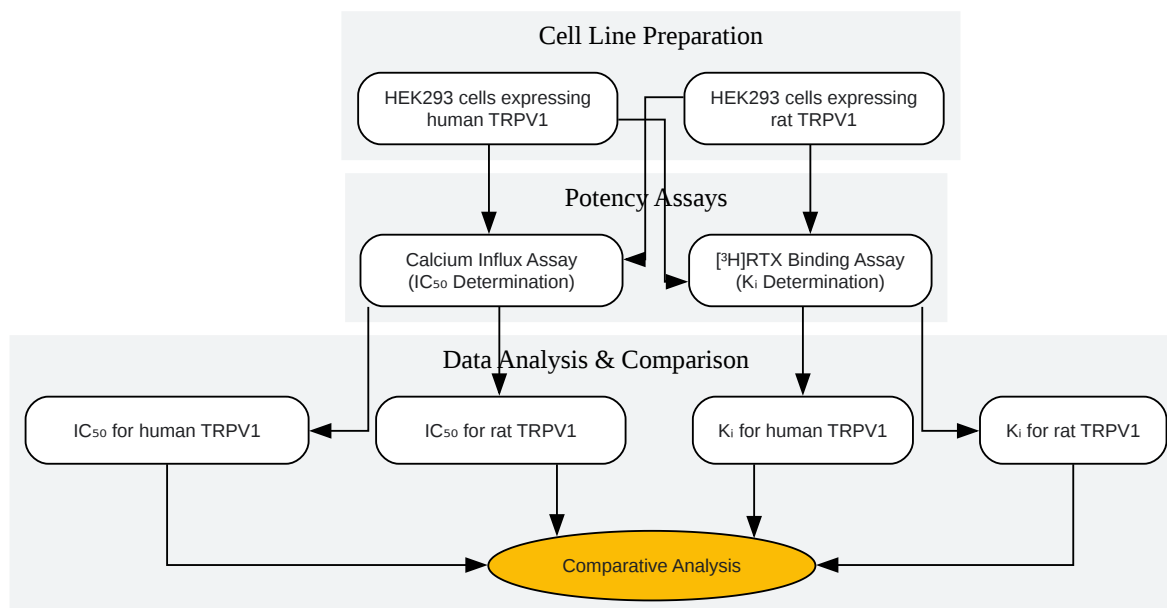 Cell Line Preparation
HEK293 cells expressing
human TRPV1
HEK293 cells expressing
rat TRPV1
Potency Assays
Calcium Influx Assay
(IC₅₀ Determination)
[³H]RTX Binding Assay
(Kᵢ Determination)
Data Analysis & Comparison
IC₅₀ for human TRPV1
IC₅₀ for rat TRPV1
Kᵢ for human TRPV1
Kᵢ for rat TRPV1
Comparative Analysis